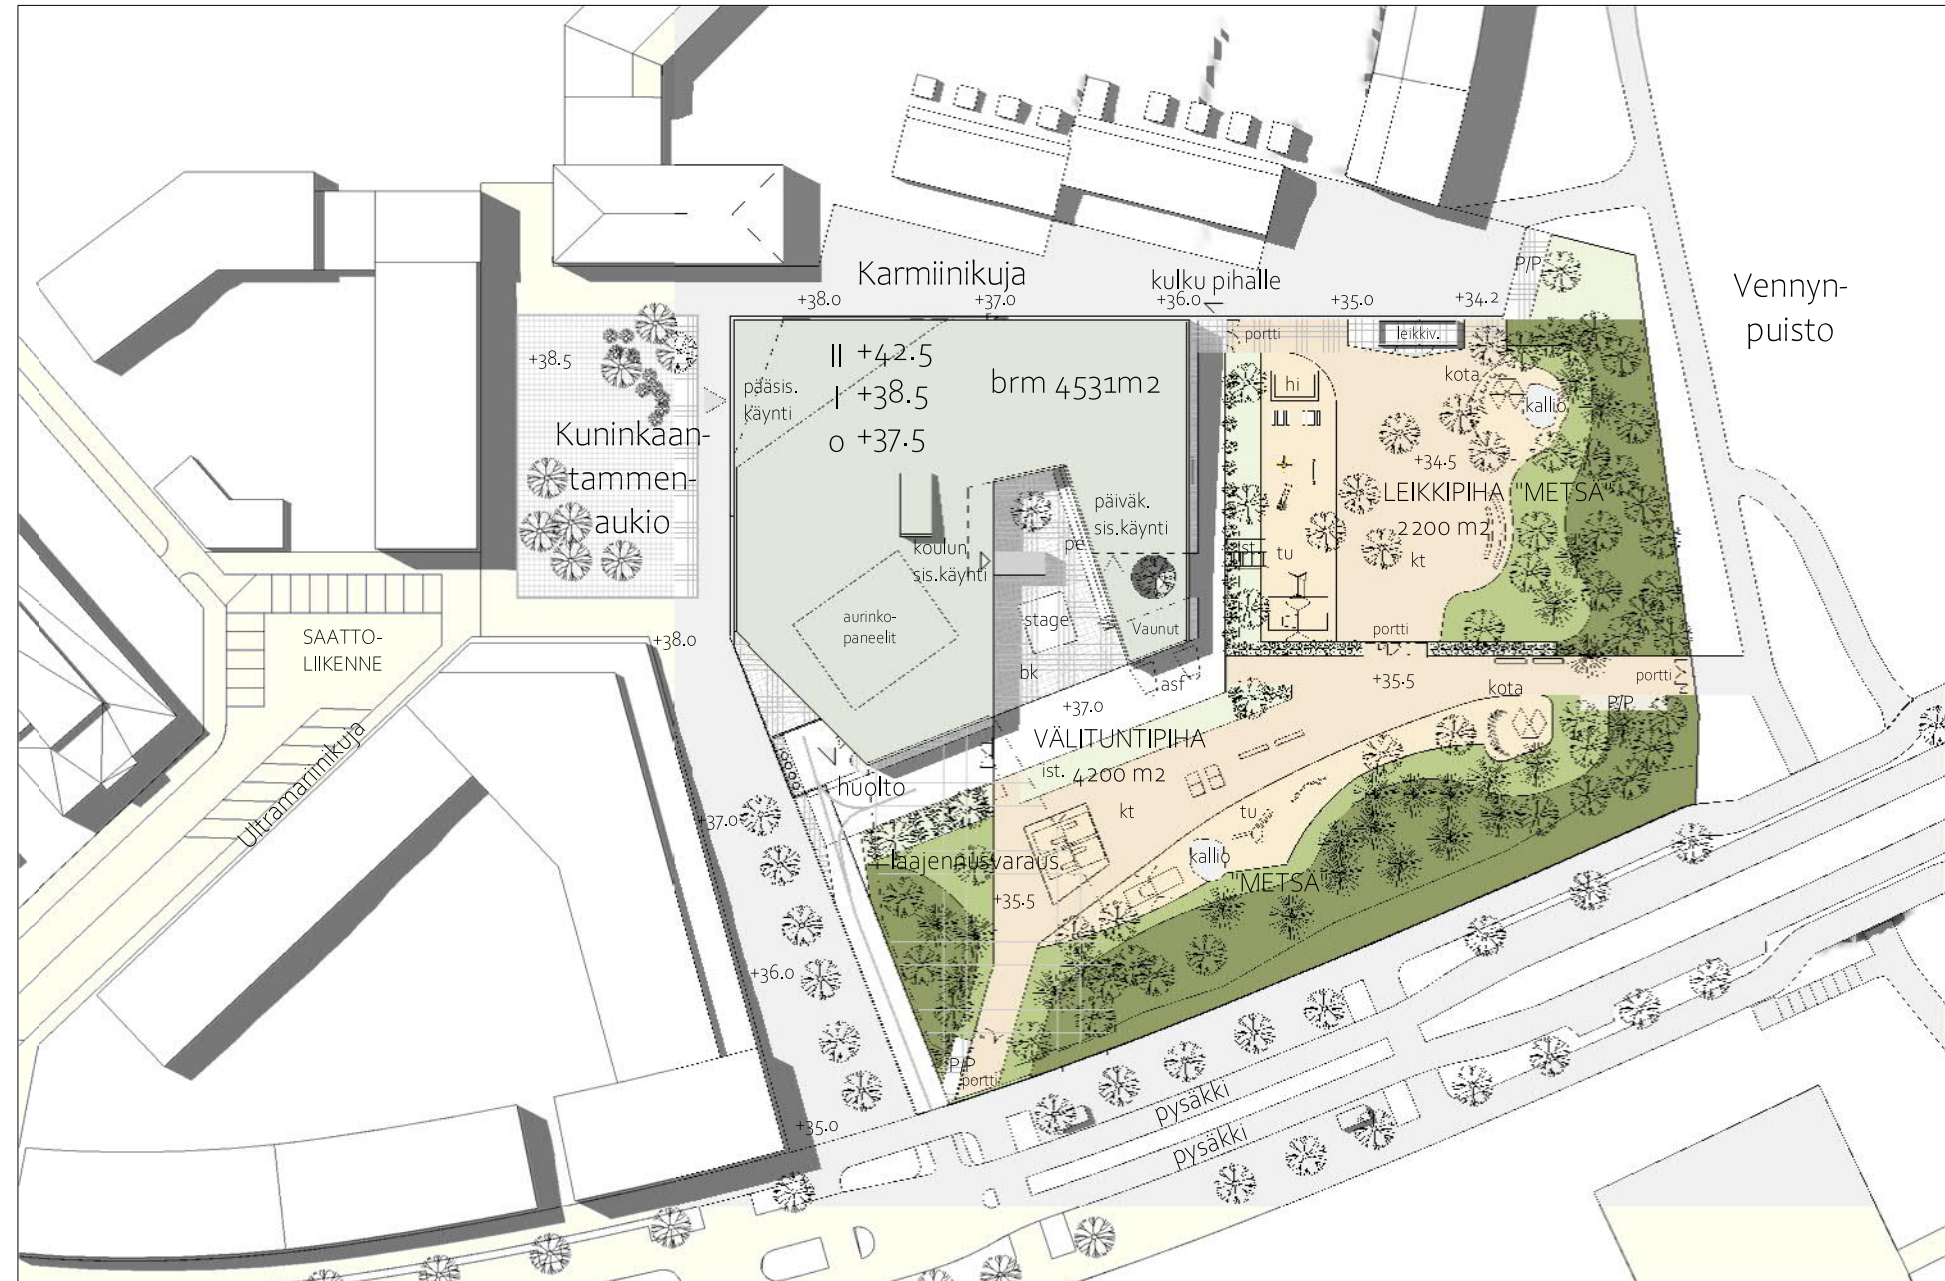 Karmiinikuja
kulku pihalle
+38.0
+37.0
+36.0
+35.0
+34.2
P/P
Vennyn-
puisto
+38.5
Kuninkaan-
tammen-
aukio
pääsis.
käynti
II +42.5
I +38.5
0 +37.5
brm 4531m2
portti
leikkiv.
kota
kallio
hi
+34.5
LEIKKIPIHA
2200 m2
kt
"METSÄ"
tu
st
päiväk.
sis.käynti
pe
koulun
sis.käynti
aurinko-
paneelit
stage
Vaunut
bk
asf
portti
+35.5
kota
portti
P/P
SAATTO-
LIIKENNE
Ultramariinikuja
+38.0
+37.0
VÄLITUNTIPIHA
ist. 4200 m2
kt
tu
kallio
"METSÄ"
huolto
laajennusvaraus
+37.0
+35.5
+36.0
P/P
portti
+35.0
pysäkki
pysäkki